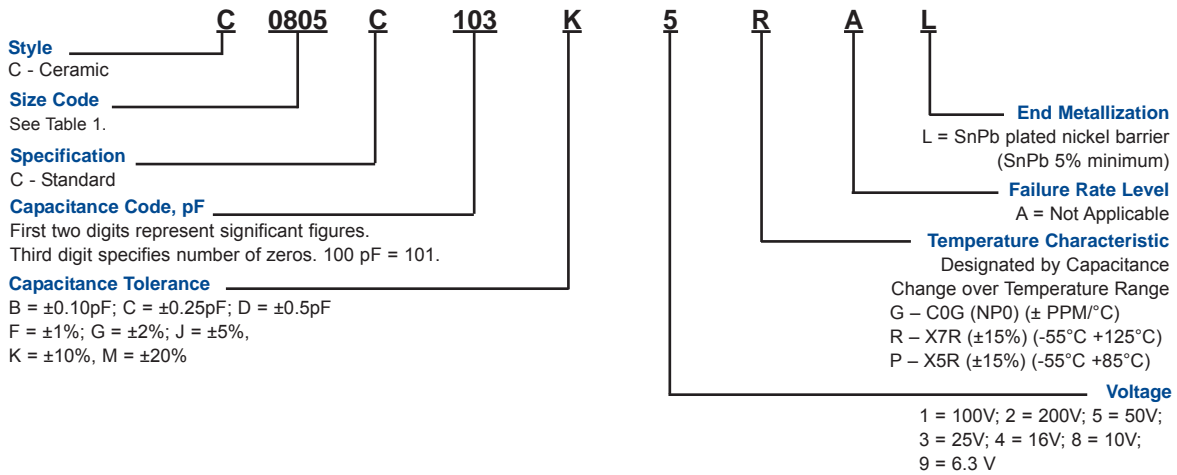 C 0805 C 103 K 5 R A L
Style
C - Ceramic
Size Code
See Table 1.
Specification
C - Standard
Capacitance Code, pF
First two digits represent significant figures.
Third digit specifies number of zeros. 100 pF = 101.
Capacitance Tolerance
B = ±0.10pF; C = ±0.25pF; D = ±0.5pF
F = ±1%; G = ±2%; J = ±5%,
K = ±10%, M = ±20%
End Metallization
L = SnPb plated nickel barrier
(SnPb 5% minimum)
Failure Rate Level
A = Not Applicable
Temperature Characteristic
Designated by Capacitance
Change over Temperature Range
G – C0G (NP0) (± PPM/°C)
R – X7R (±15%) (-55°C +125°C)
P – X5R (±15%) (-55°C +85°C)
Voltage
1 = 100V; 2 = 200V; 5 = 50V;
3 = 25V; 4 = 16V; 8 = 10V;
9 = 6.3 V